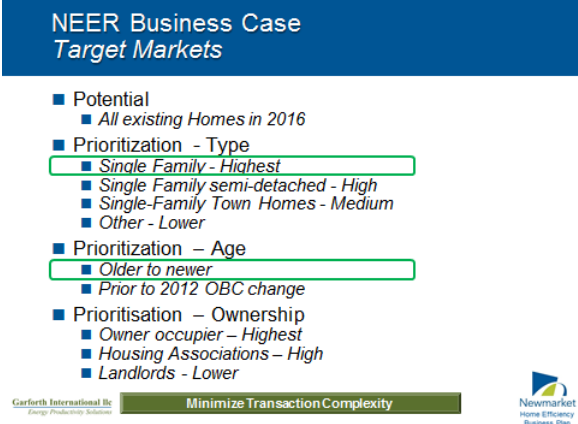 NEER Business Case
Target Markets
Potential
All existing Homes in 2016
Prioritization - Type
Single Family - Highest
Single Family semi-detached - High
Single-Family Town Homes - Medium
Other - Lower
Prioritization – Age
Older to newer
Prior to 2012 OBC change
Prioritisation – Ownership
Owner occupier – Highest
Housing Associations – High
Landlords - Lower
Garforth International llc
Energy Productivity Solutions
Minimize Transaction Complexity
Newmarket
Home Efficiency
Business Plan